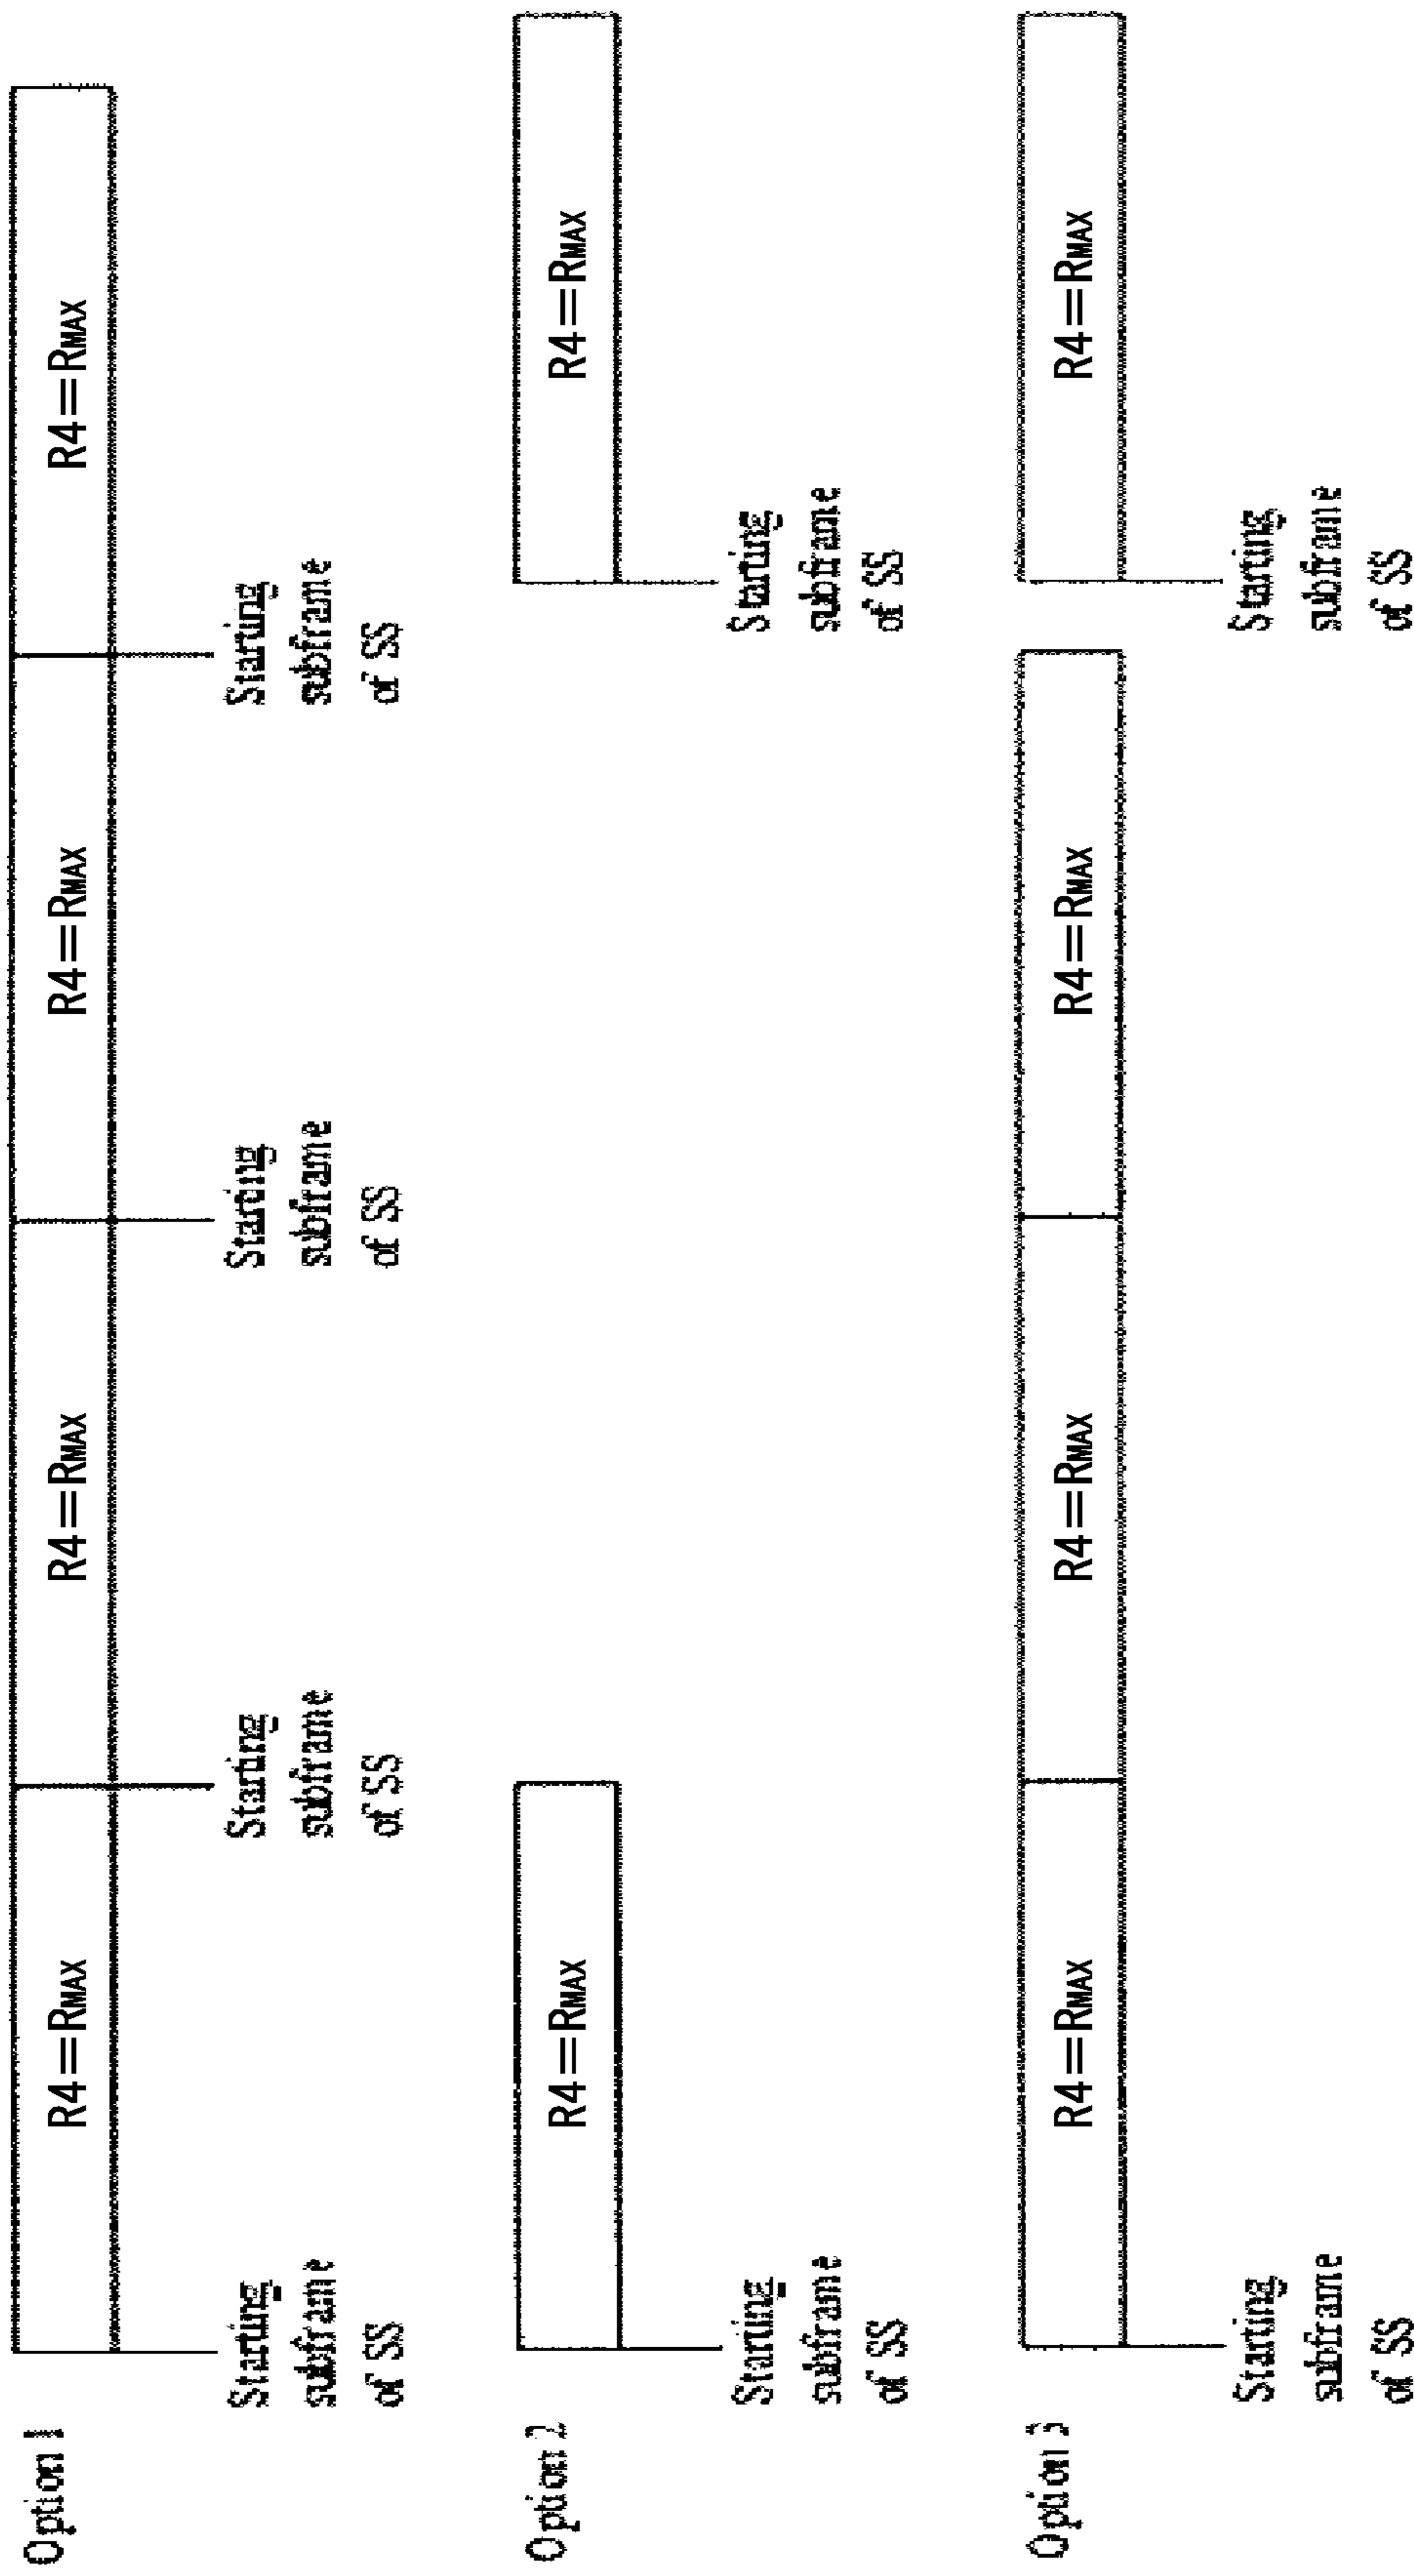 Option 1
R4=RMAX
R4=RMAX
R4=RMAX
R4=RMAX
Starting
subframe
of SS
Starting
subframe
of SS
Starting
subframe
of SS
Starting
subframe
of SS
Option 2
R4=RMAX
R4=RMAX
Starting
subframe
of SS
Starting
subframe
of SS
Option 3
R4=RMAX
R4=RMAX
R4=RMAX
R4=RMAX
Starting
subframe
of SS
Starting
subframe
of SS